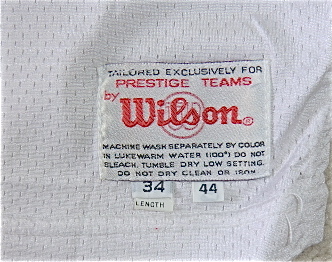 TAILORED EXCLUSIVELY FOR
PRESTIGE TEAMS
by Wilson®
MACHINE WASH SEPARATELY BY COLOR
IN LUKEWARM WATER (100°) DO NOT
BLEACH. TUMBLE DRY LOW SETTING.
DO NOT DRY CLEAN OR IRON
34 44
LENGTH